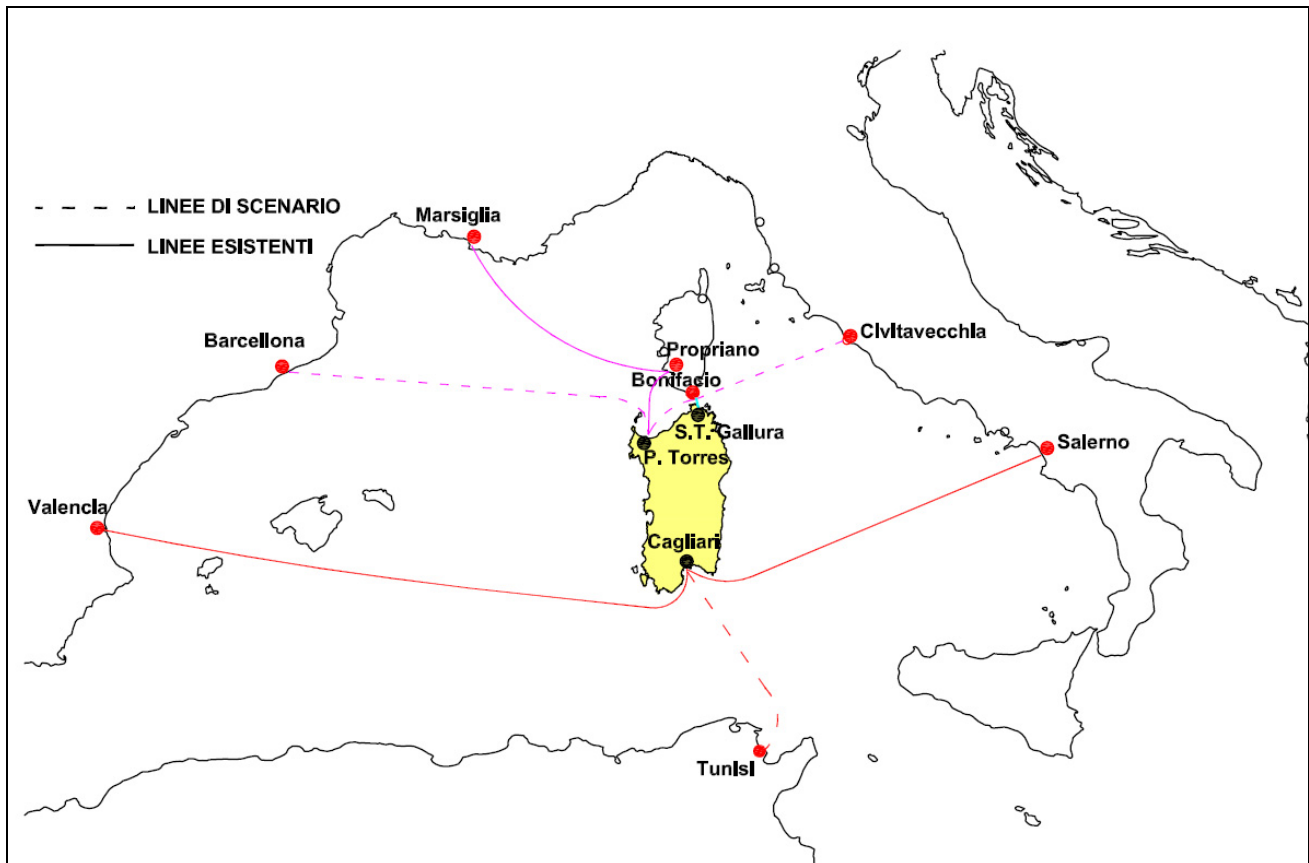 LINEE DI SCENARIO
LINEE ESISTENTI
Marsiglia
Barcellona
Civitavecchia
Propriano
Bonifacio
S.T. Gallura
P. Torres
Salerno
Valencia
Cagliari
Tunisi